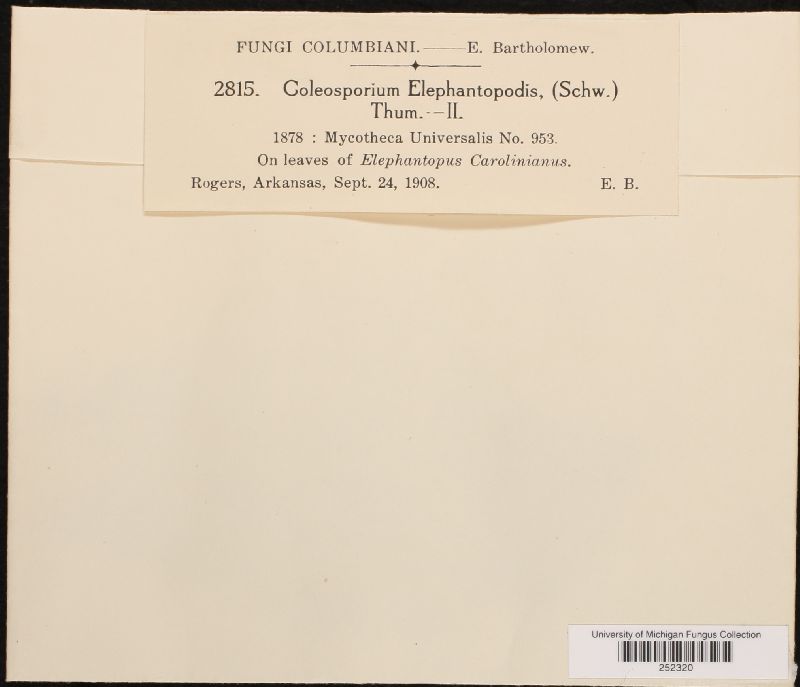 FUNGI COLUMBIANI.——E. Bartholomew.
2815. Coleosporium Elephantopodis, (Schw.)
Thum.—II.
1878 : Mycotheca Universalis No. 953.
On leaves of Elephantopus Carolinianus.
Rogers, Arkansas, Sept. 24, 1908. E. B.
University of Michigan Fungus Collection
252320